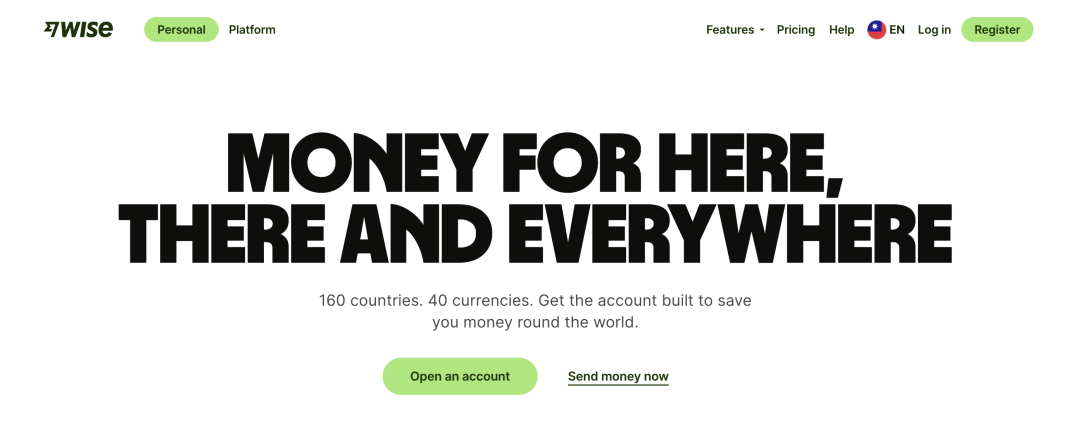 WISE
Personal
Platform
Features
Pricing
Help
EN
Log in
Register
MONEY FOR HERE,
THERE AND EVERYWHERE
160 countries. 40 currencies. Get the account built to save
you money round the world.
Open an account
Send money now